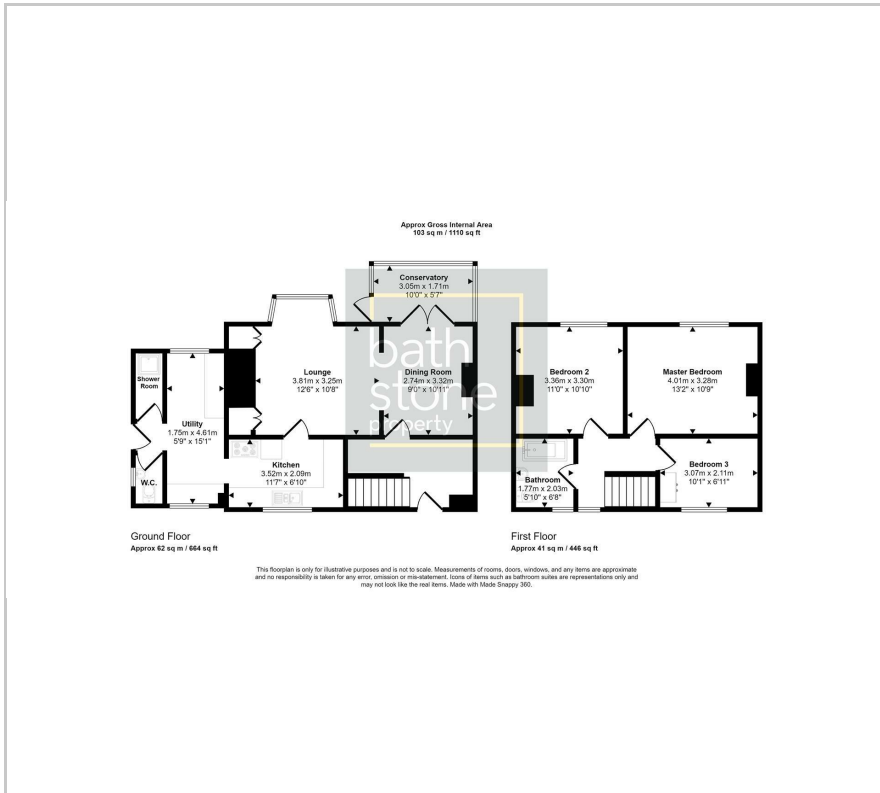 Approx Gross Internal Area
103 sq m / 1110 sq ft
Conservatory
3.05m x 1.71m
10'0" x 5'7"
Lounge
3.81m x 3.25m
12'6" x 10'8"
Dining Room
2.74m x 3.32m
9'0" x 10'11"
Shower
Room
Utility
1.75m x 4.61m
5'9" x 15'1"
W.C.
Kitchen
3.52m x 2.09m
11'7" x 6'10"
bath
stone
property
Bedroom 2
3.36m x 3.30m
11'0" x 10'10"
Master Bedroom
4.01m x 3.28m
13'2" x 10'9"
Bathroom
1.77m x 2.03m
5'10" x 6'8"
Bedroom 3
3.07m x 2.11m
10'1" x 6'11"
Ground Floor
Approx 62 sq m / 664 sq ft
First Floor
Approx 41 sq m / 446 sq ft
This floorplan is only for illustrative purposes and is not to scale. Measurements of rooms, doors, windows, and any items are approximate
and no responsibility is taken for any error, omission or mis-statement. Icons of items such as bathroom suites are representations only and
may not look like the real items. Made with Made Snappy 360.